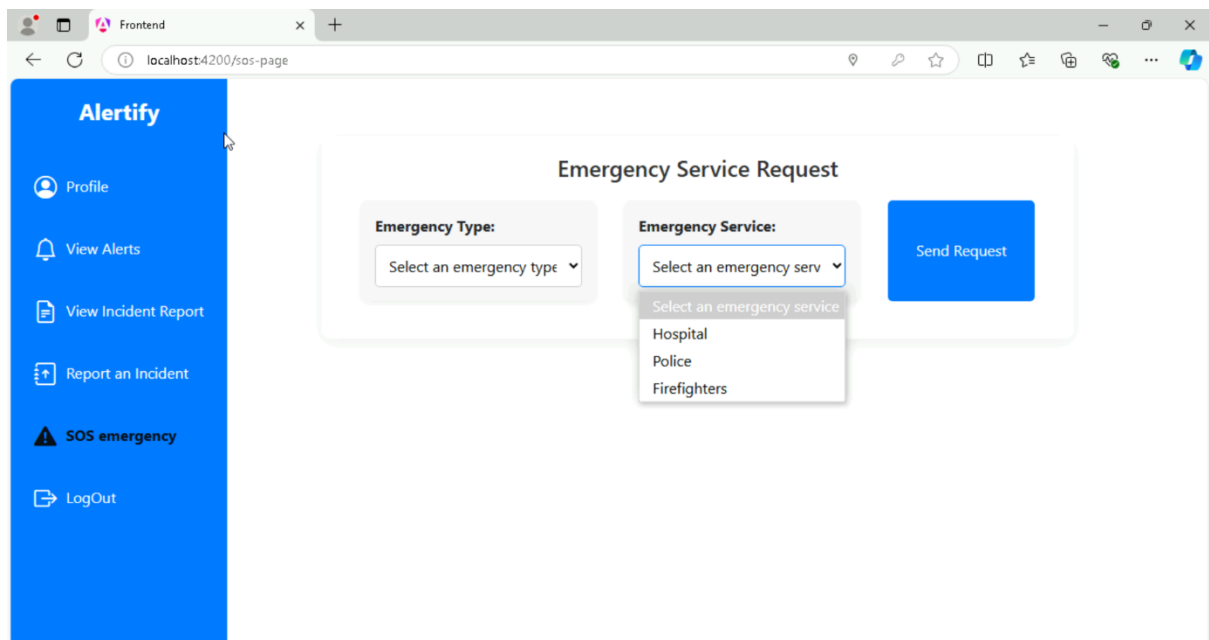 Frontend
localhost:4200/sos-page
Alertify
Profile
View Alerts
View Incident Report
Report an Incident
SOS emergency
LogOut
Emergency Service Request
Emergency Type:
Select an emergency type
Emergency Service:
Select an emergency serv
Select an emergency service
Hospital
Police
Firefighters
Send Request